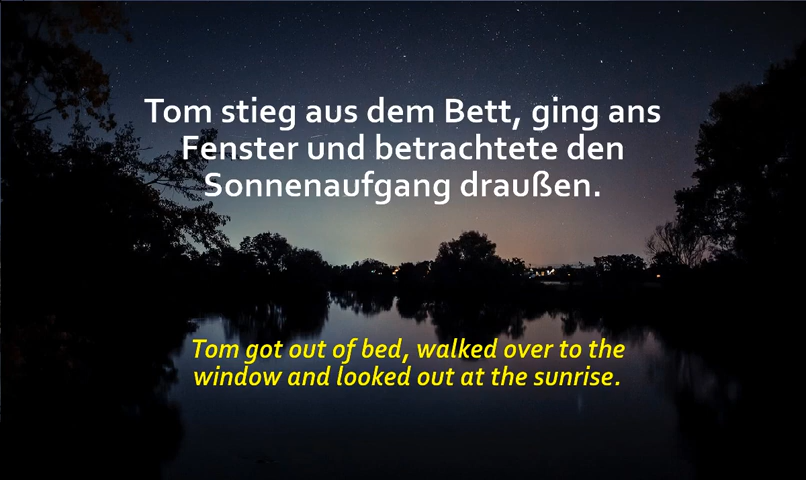 Tom stieg aus dem Bett, ging ans
Fenster und betrachtete den
Sonnenaufgang draußen.
Tom got out of bed, walked over to the
window and looked out at the sunrise.